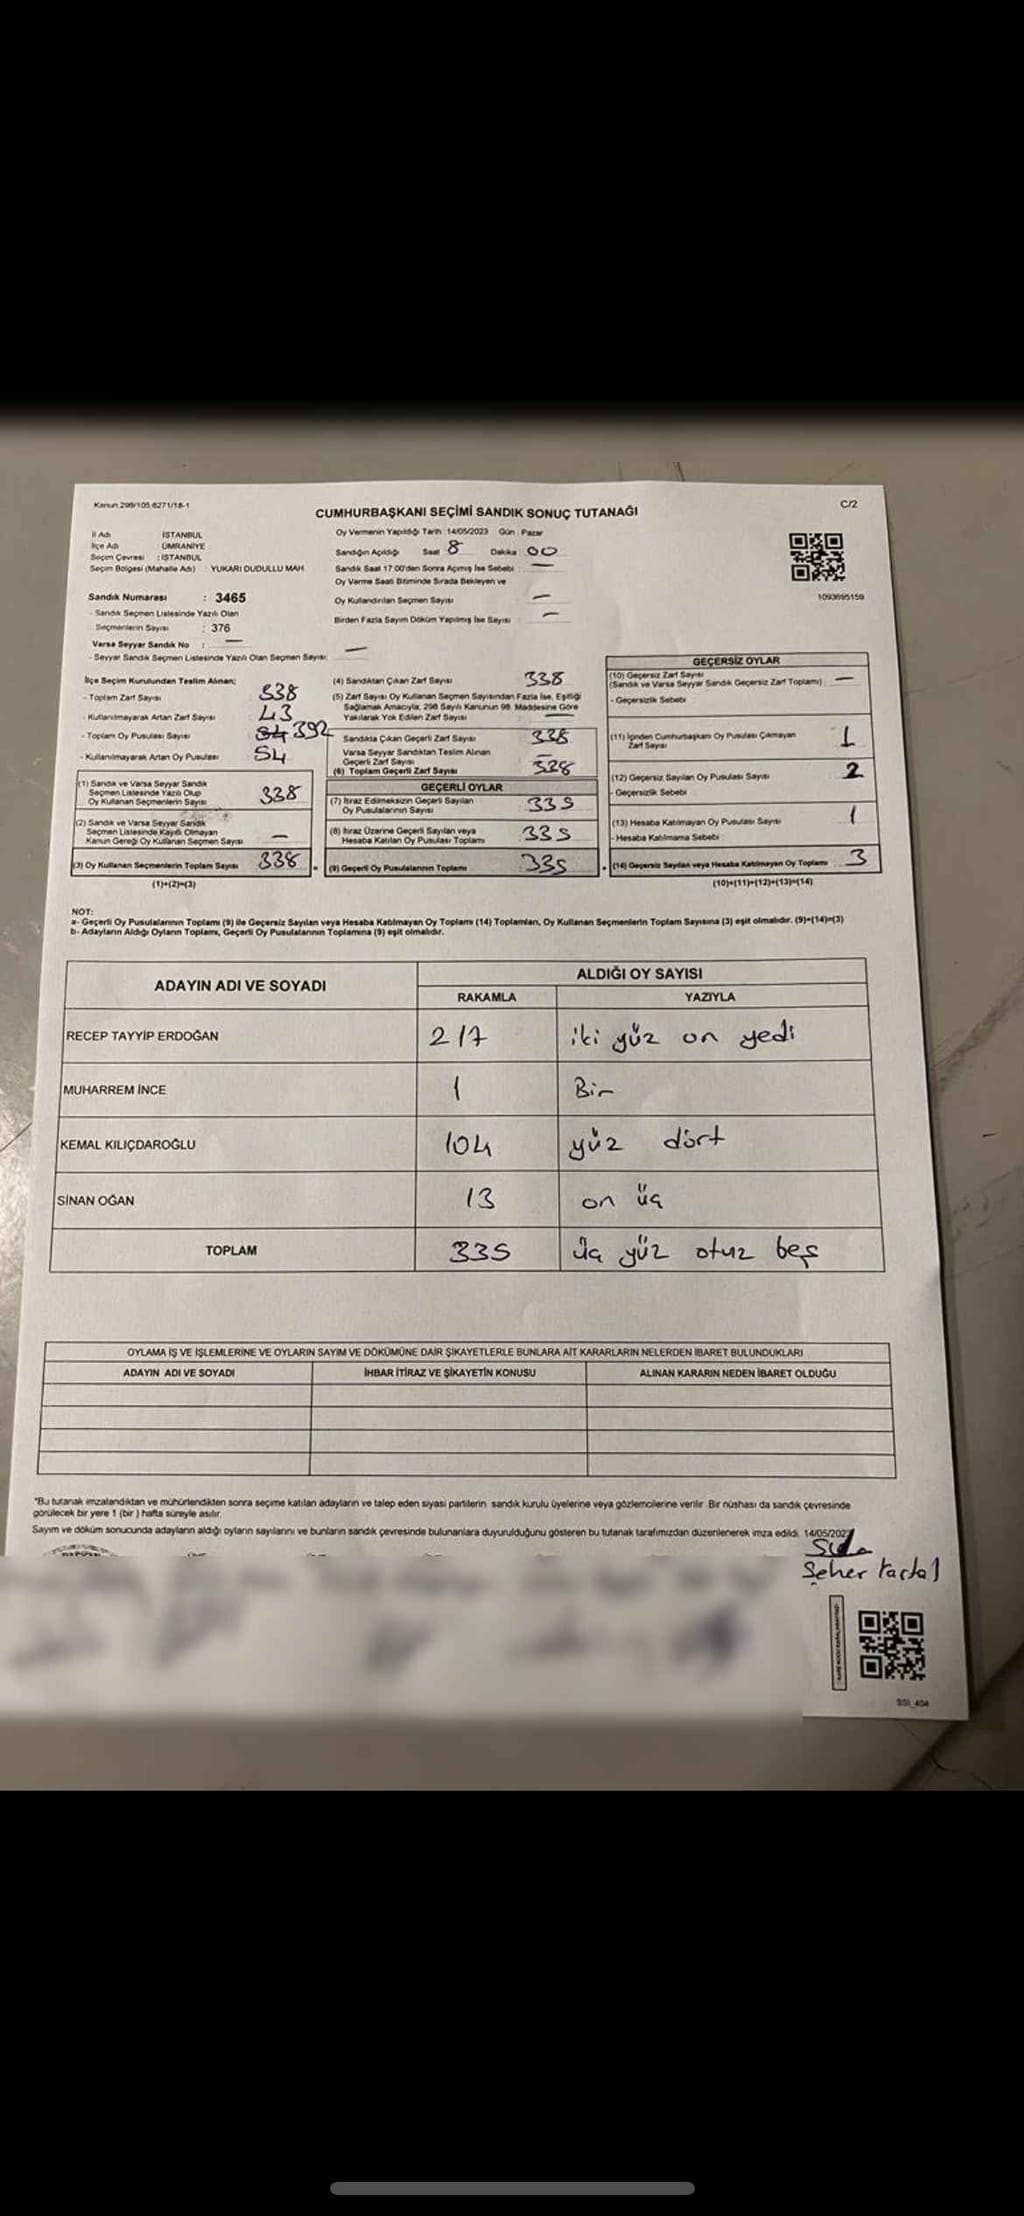 Kanun 298/105.6271/18-1
C/2
CUMHURBAŞKANI SEÇİMİ SANDIK SONUÇ TUTANAĞI
İl Adı İSTANBUL
İlçe Adı ÜMRANİYE
Seçim Çevresi : İSTANBUL
Seçim Bölgesi (Mahalle Adı) YUKARI DUDULLU MAH.
Sandık Numarası : 3465
- Sandık Seçmen Listesinde Yazılı Olan
Seçmenlerin Sayısı : 376
Varsa Seyyar Sandık No : —
- Seyyar Sandık Seçmen Listesinde Yazılı Olan Seçmen Sayısı: —
Oy Vermenin Yapıldığı Tarih :14/05/2023 Gün : Pazar
Sandığın Açıldığı Saat 8 Dakika 00
Sandık Saat 17.00'den Sonra Açılmış İse Sebebi : —
Oy Verme Saati Bitiminde Sırada Bekleyen ve
Oy Kullandırılan Seçmen Sayısı —
Birden Fazla Sayım Döküm Yapılmış İse Sayısı : —
1093695159
İlçe Seçim Kurulundan Teslim Alınan;
- Toplam Zarf Sayısı
- Kullanılmayarak Artan Zarf Sayısı 43
- Toplam Oy Pusulası Sayısı 392
- Kullanılmayarak Artan Oy Pusulası 54
(1) Sandık ve Varsa Seyyar Sandık
Seçmen Listesinde Yazılı Olup
Oy Kullanan Seçmenlerin Sayısı 338
(2) Sandık ve Varsa Seyyar Sandık
Seçmen Listesinde Kayıtlı Olmayan
Kanun Gereği Oy Kullanan Seçmen Sayısı —
(3) Oy Kullanan Seçmenlerin Toplam Sayısı 338
(1)+(2)=(3)
(4) Sandıktan Çıkan Zarf Sayısı 338
(5) Zarf Sayısı Oy Kullanan Seçmen Sayısından Fazla İse, Eşitliği
Sağlamak Amacıyla; 298 Sayılı Kanunun 98. Maddesine Göre
Yakılarak Yok Edilen Zarf Sayısı —
Sandıkta Çıkan Geçerli Zarf Sayısı 338
Varsa Seyyar Sandıktan Teslim Alınan
Geçerli Zarf Sayısı —
(6) Toplam Geçerli Zarf Sayısı
GEÇERLİ OYLAR
(7) İtiraz Edilmeksizin Geçerli Sayılan
Oy Pusulalarının Sayısı 335
(8) İtiraz Üzerine Geçerli Sayılan veya
Hesaba Katılan Oy Pusulası Toplamı 335
(9) Geçerli Oy Pusulalarının Toplamı 335
GEÇERSİZ OYLAR
(10) Geçersiz Zarf Sayısı
(Sandık ve Varsa Seyyar Sandık Geçersiz Zarf Toplamı) : —
- Geçersizlik Sebebi
(11) İçinden Cumhurbaşkanı Oy Pusulası Çıkmayan
Zarf Sayısı 1
(12) Geçersiz Sayılan Oy Pusulası Sayısı 2
- Geçersizlik Sebebi
(13) Hesaba Katılmayan Oy Pusulası Sayısı 1
- Hesaba Katılmama Sebebi
(14) Geçersiz Sayılan veya Hesaba Katılmayan Oy Toplamı 3
(10)+(11)+(12)+(13)=(14)
NOT:
a- Geçerli Oy Pusulalarının Toplamı (9) ile Geçersiz Sayılan veya Hesaba Katılmayan Oy Toplamı (14) Toplamları, Oy Kullanan Seçmenlerin Toplam Sayısına (3) eşit olmalıdır. (9)+(14)=(3)
b- Adayların Aldığı Oyların Toplamı, Geçerli Oy Pusulalarının Toplamına (9) eşit olmalıdır.
ADAYIN ADI VE SOYADI
ALDIĞI OY SAYISI
RAKAMLA YAZIYLA
RECEP TAYYİP ERDOĞAN 217 iki yüz on yedi
MUHARREM İNCE 1 Bir
KEMAL KILIÇDAROĞLU 104 yüz dört
SİNAN OĞAN 13 on üç
TOPLAM 335 üç yüz otuz beş
OYLAMA İŞ VE İŞLEMLERİNE VE OYLARIN SAYIM VE DÖKÜMÜNE DAİR ŞİKAYETLERLE BUNLARA AİT KARARLARIN NELERDEN İBARET BULUNDUKLARI
ADAYIN ADI VE SOYADI İHBAR İTİRAZ VE ŞİKAYETİN KONUSU ALINAN KARARIN NEDEN İBARET OLDUĞU
"Bu tutanak imzalandıktan ve mühürlendikten sonra seçime katılan adayların ve talep eden siyasi partilerin sandık kurulu üyelerine veya gözlemcilerine verilir. Bir nüshası da sandık çevresinde
görülecek bir yere 1 (bir) hafta süreyle asılır.
Sayım ve döküm sonucunda adayların aldığı oyların sayılarını ve bunların sandık çevresinde bulunanlara duyurulduğunu gösteren bu tutanak tarafımızdan düzenlenerek imza edildi. 14/05/2023
Seher Kartal
SSI_404